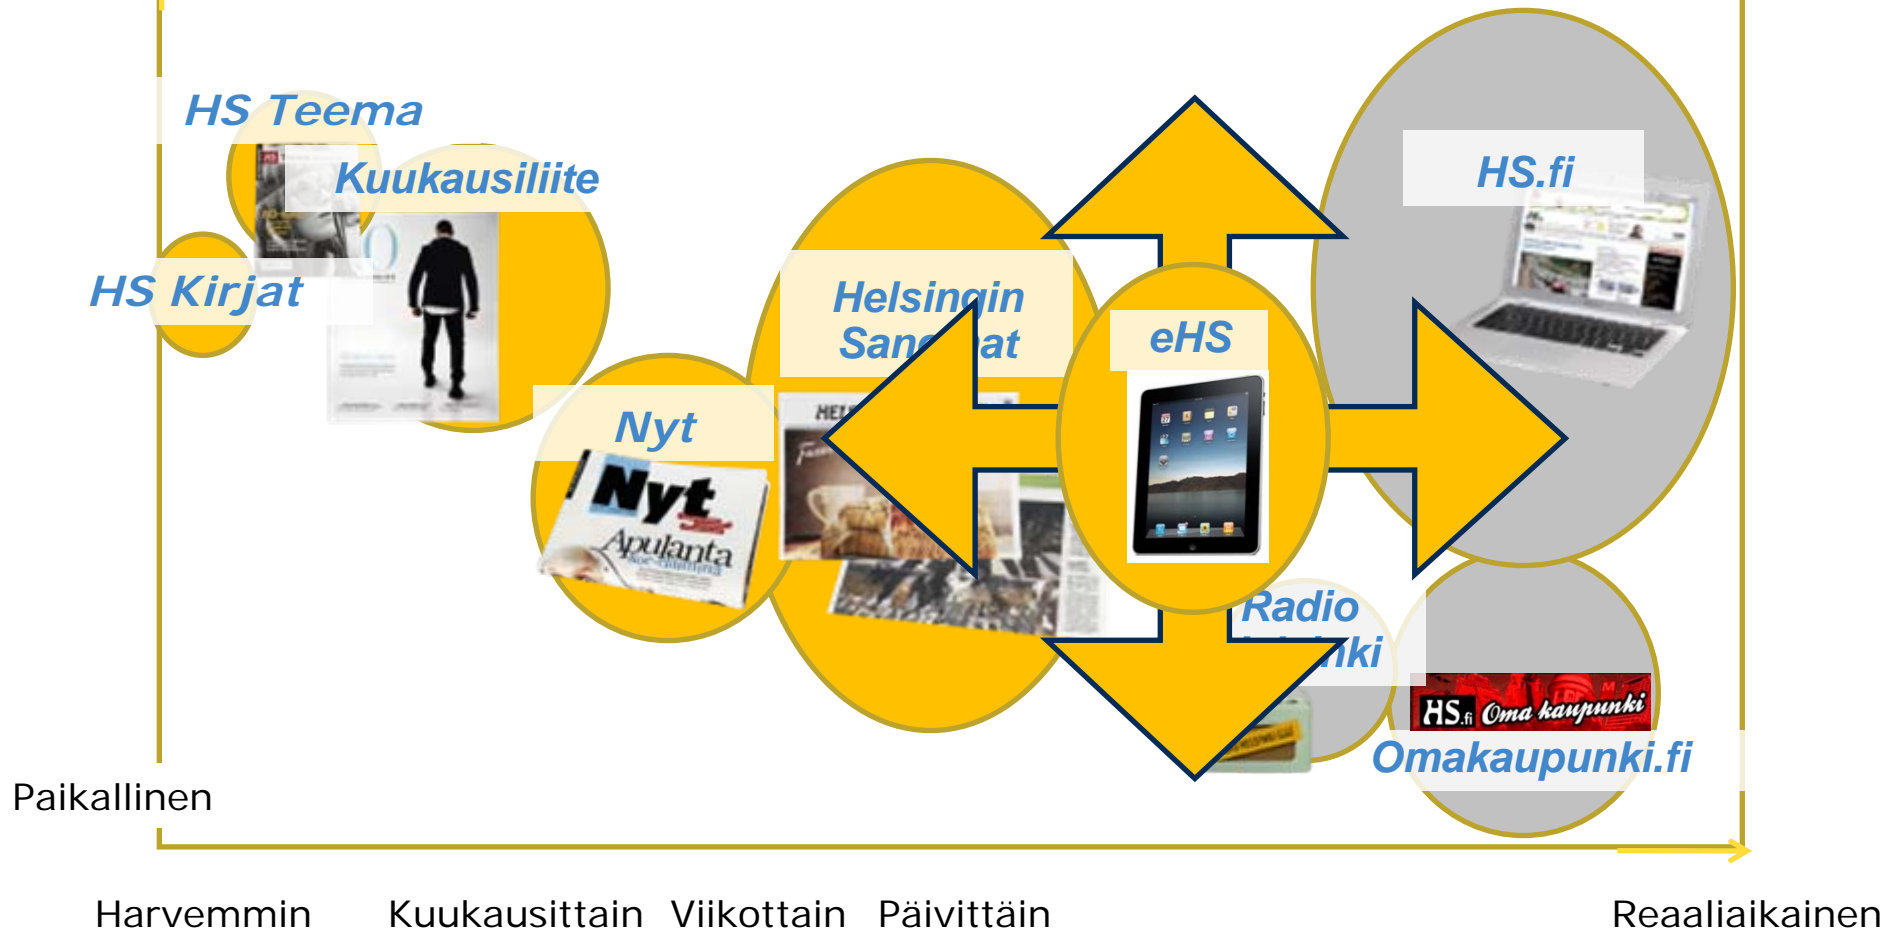 HS Teema
Kuukausiliite
HS.fi
HS Kirjat
Helsingin
eHS
Nyt
Nyt
Apulanta
Radio
HS.fi Oma kaupunki
Omakaupunki.fi
Paikallinen
Harvemmin Kuukausittain Viikottain Päivittäin Reaaliaikainen